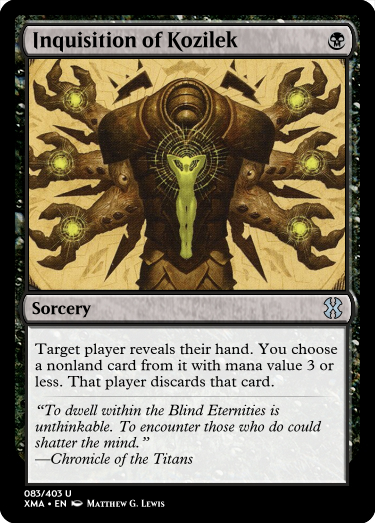 Inquisition of Kozilek
Sorcery
Target player reveals their hand. You choose
a nonland card from it with mana value 3 or
less. That player discards that card.
“To dwell within the Blind Eternities is
unthinkable. To encounter those who do could
shatter the mind.”
—Chronicle of the Titans
083/403 U
XMA • EN Matthew G. Lewis